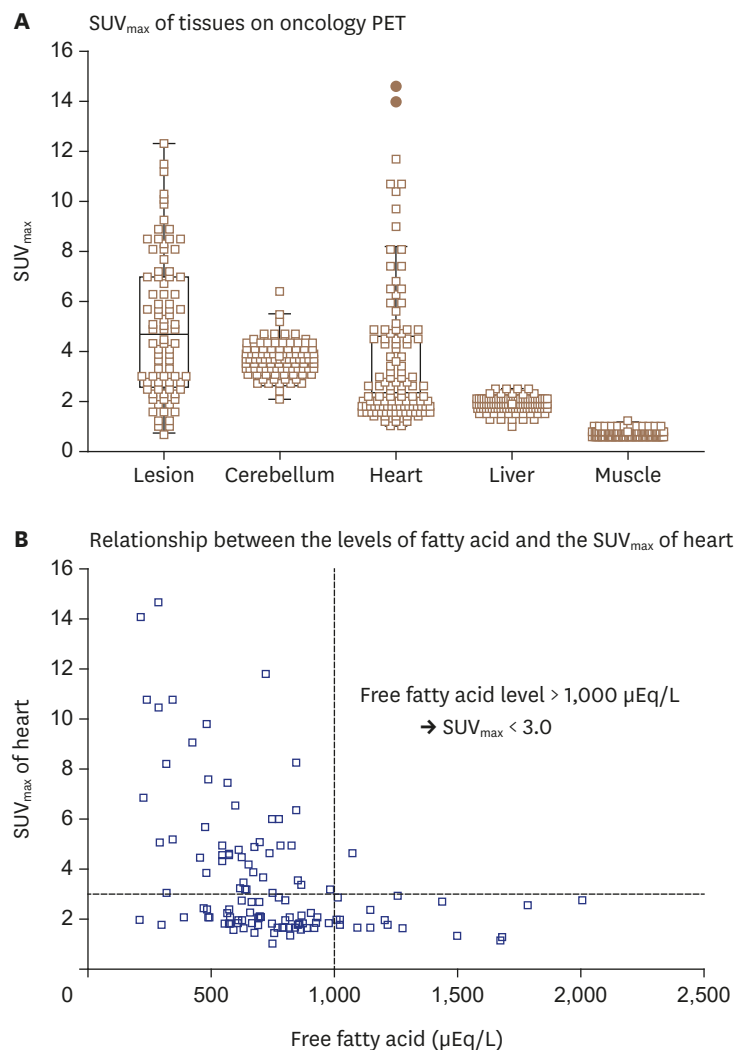 A SUVmax of tissues on oncology PET
16
14
12
10
8
6
4
2
0
SUVmax
Lesion Cerebellum Heart Liver Muscle
B Relationship between the levels of fatty acid and the SUVmax of heart
16
14
12
10
8
6
4
2
SUVmax of heart
Free fatty acid level > 1,000 µEq/L
→ SUVmax < 3.0
0 500 1,000 1,500 2,000 2,500
Free fatty acid (µEq/L)